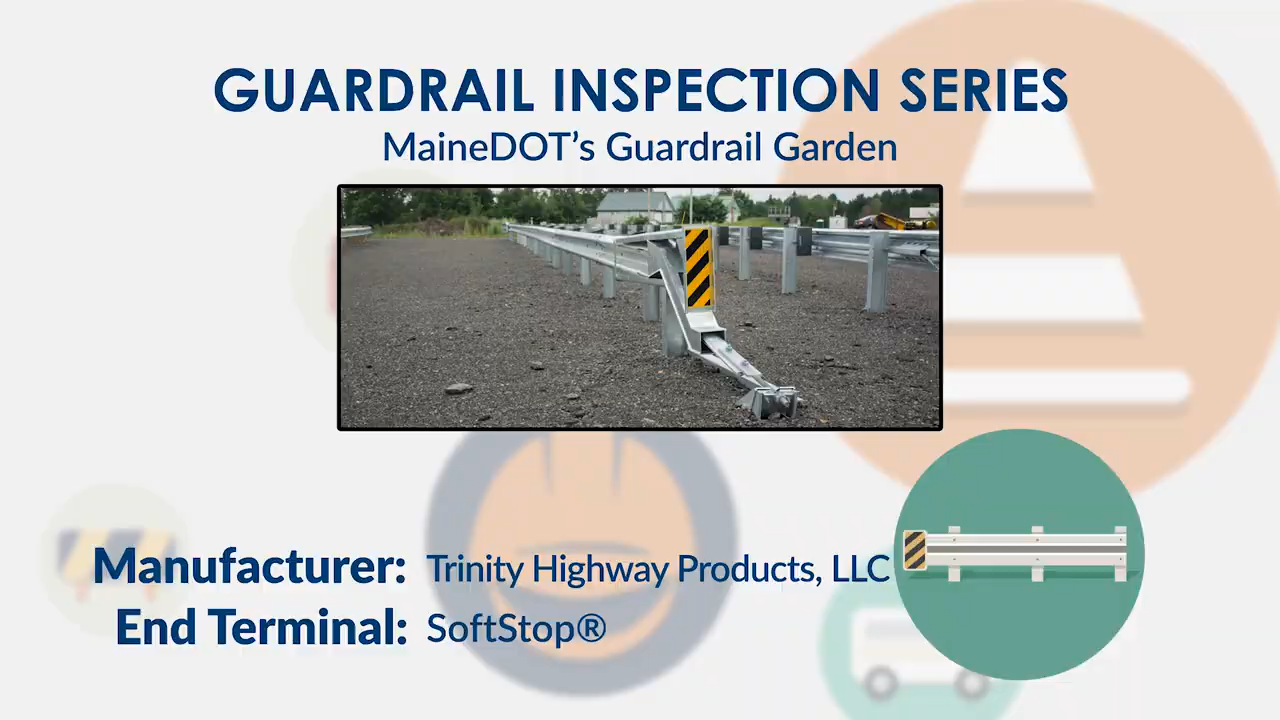 GUARDRAIL INSPECTION SERIES
MaineDOT’s Guardrail Garden
Manufacturer: Trinity Highway Products, LLC
End Terminal: SoftStop®